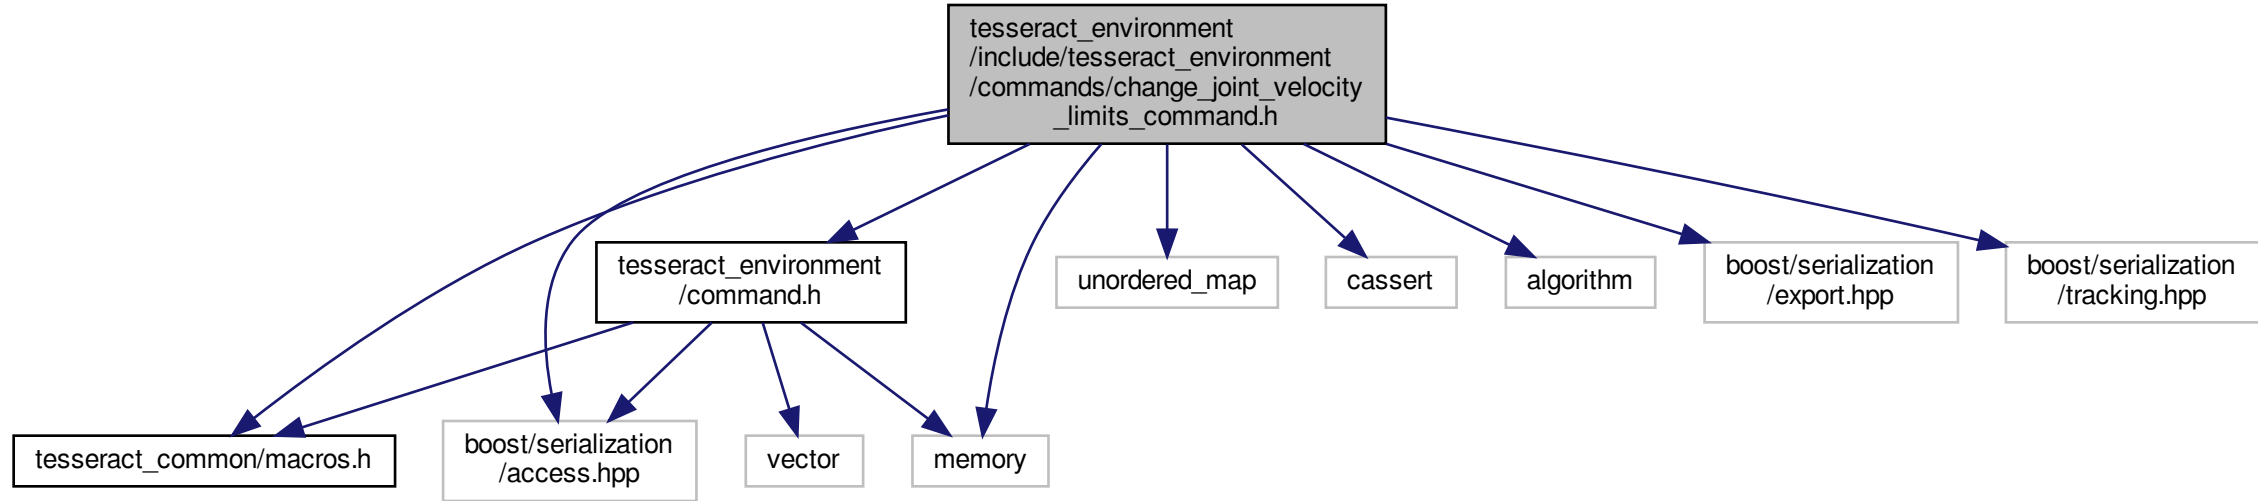 tesseract_environment
/include/tesseract_environment
/commands/change_joint_velocity
_limits_command.h
tesseract_environment
/command.h
unordered_map
cassert
algorithm
boost/serialization
/export.hpp
boost/serialization
/tracking.hpp
tesseract_common/macros.h
boost/serialization
/access.hpp
vector
memory